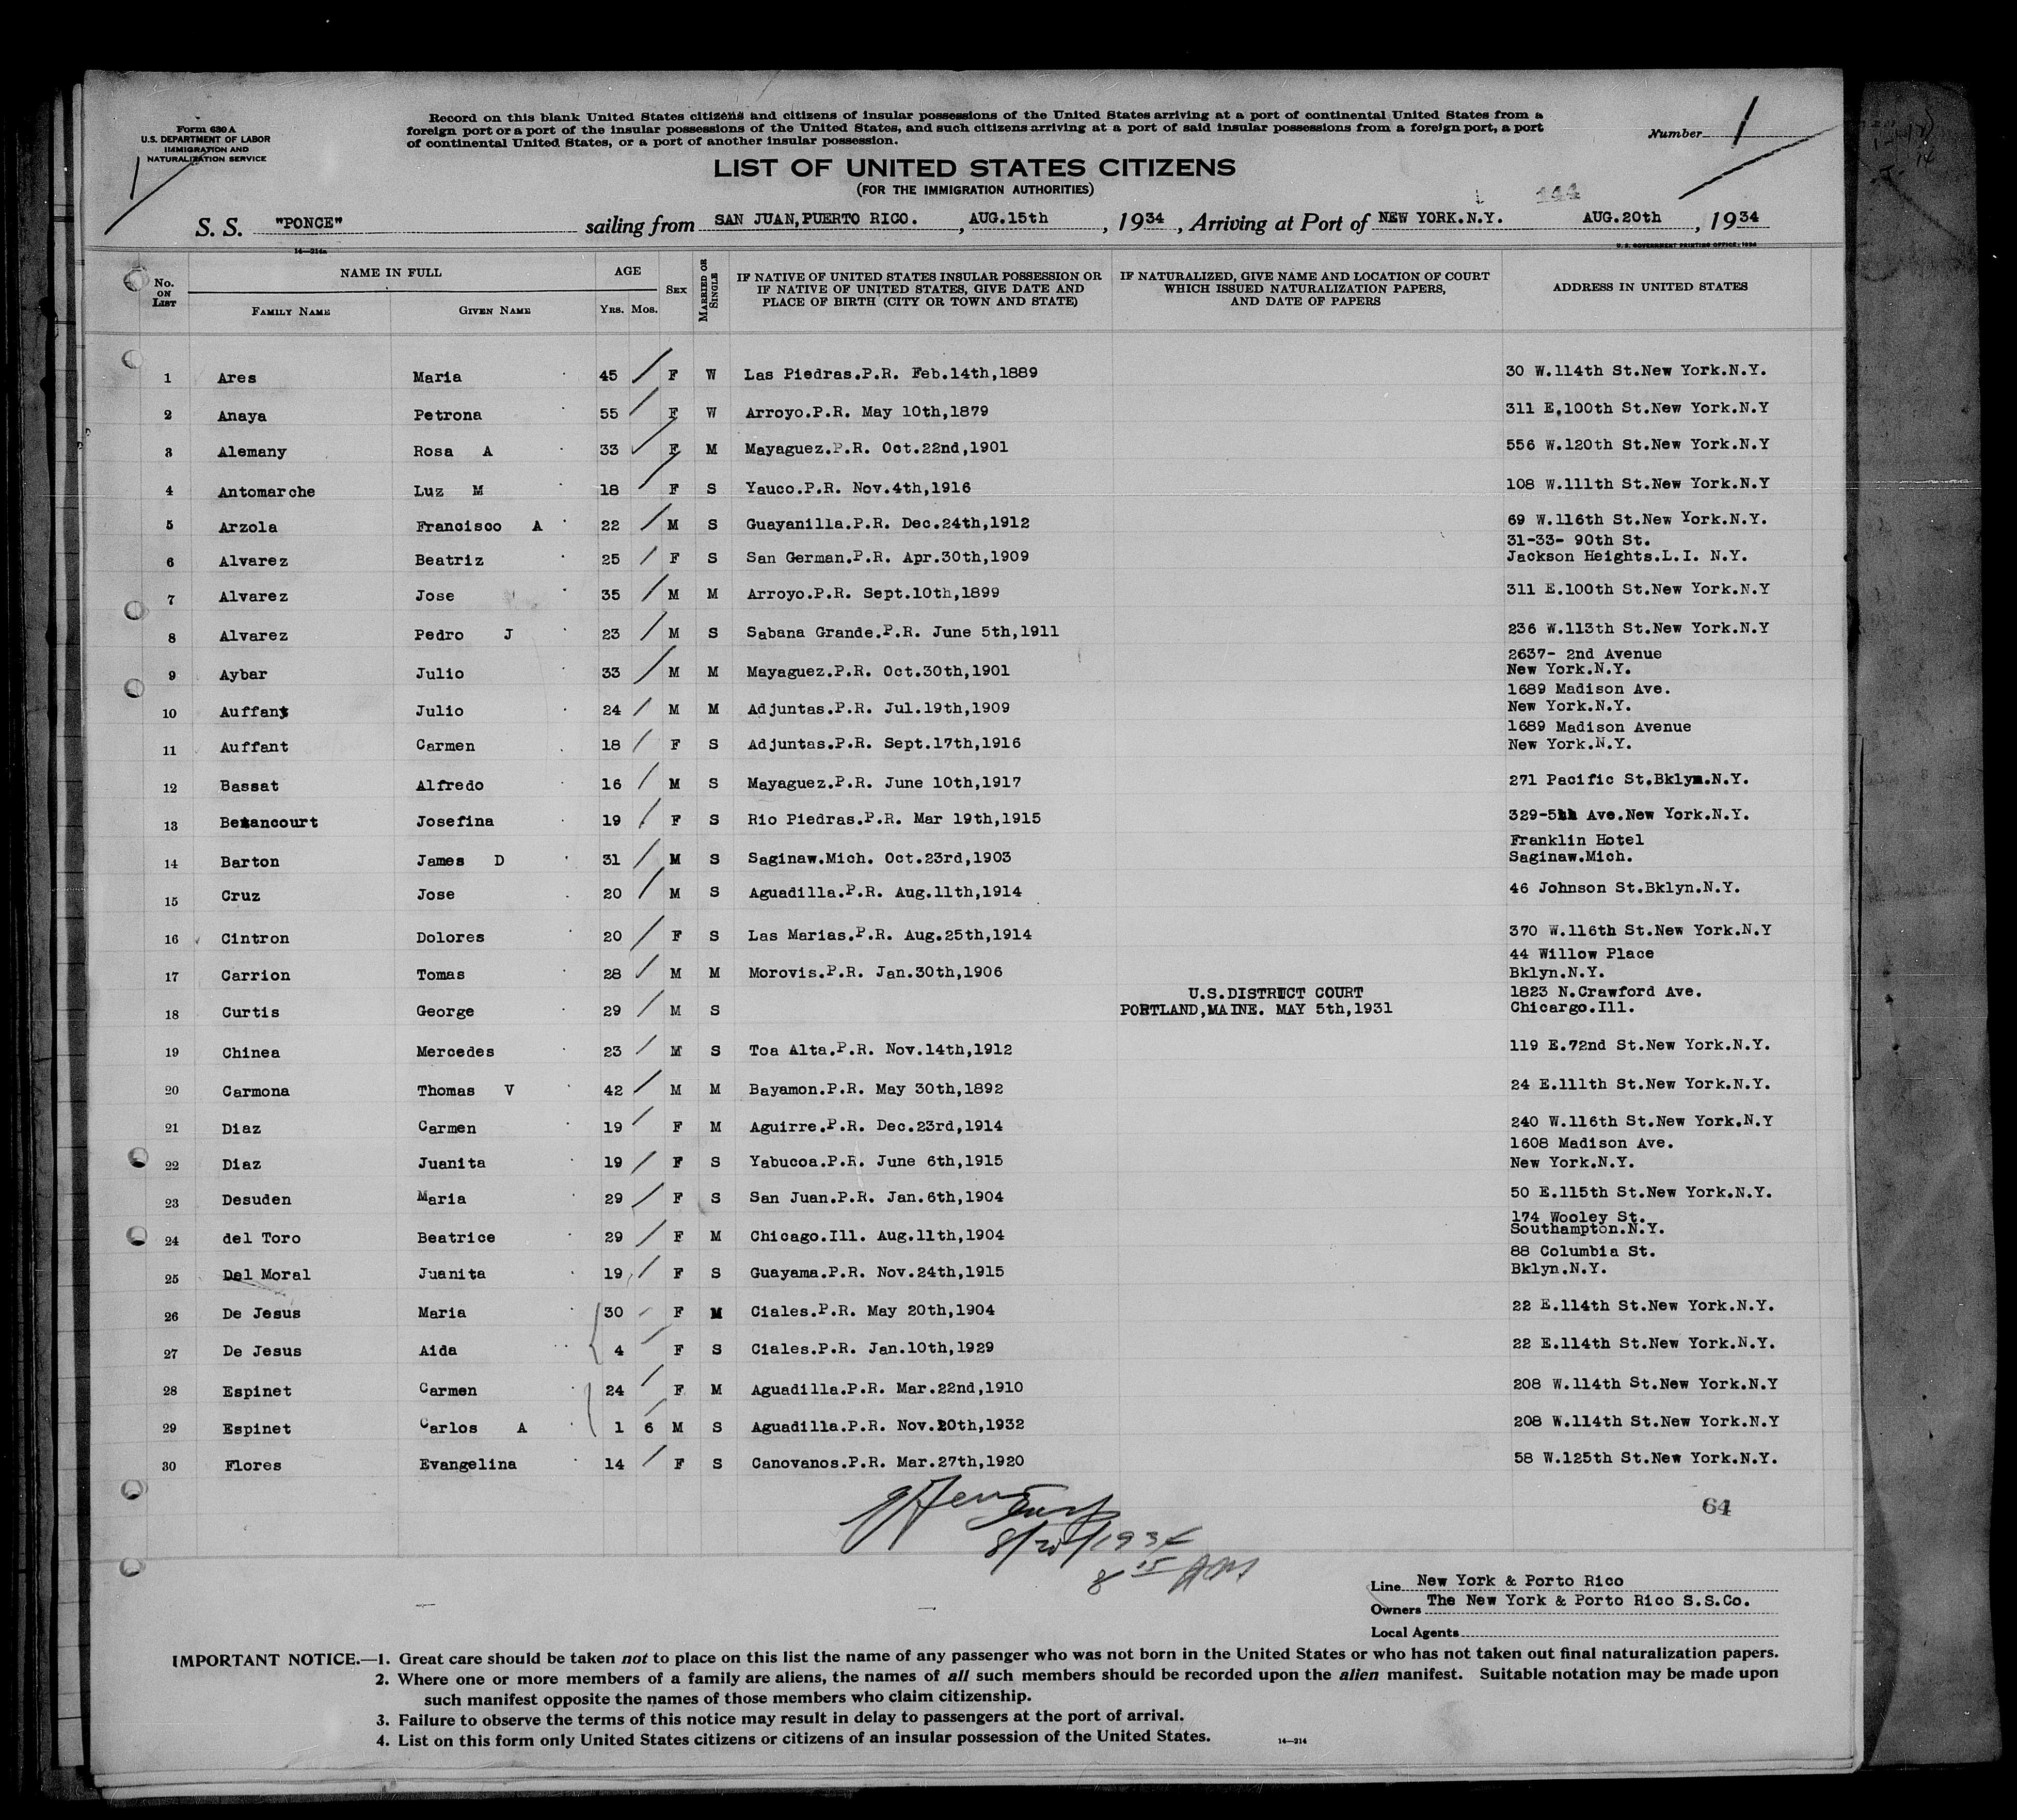 Form 630 A
U.S. DEPARTMENT OF LABOR
IMMIGRATION AND
NATURALIZATION SERVICE
Record on this blank United States citizens and citizens of insular possessions of the United States arriving at a port of continental United States from a
foreign port or a port of the insular possessions of the United States, and such citizens arriving at a port of said insular possessions from a foreign port, a port
of continental United States, or a port of another insular possession.
Number 1
LIST OF UNITED STATES CITIZENS
(FOR THE IMMIGRATION AUTHORITIES)
144
S. S. "PONCE" sailing from SAN JUAN,PUERTO RICO. , AUG.15th , 1934 , Arriving at Port of NEW YORK.N.Y. AUG.20th , 1934
14—214a
U. S. GOVERNMENT PRINTING OFFICE: 1934
No. ON LIST NAME IN FULL AGE SEX MARRIED OR SINGLE IF NATIVE OF UNITED STATES INSULAR POSSESSION OR IF NATIVE OF UNITED STATES, GIVE DATE AND PLACE OF BIRTH (CITY OR TOWN AND STATE) IF NATURALIZED, GIVE NAME AND LOCATION OF COURT WHICH ISSUED NATURALIZATION PAPERS, AND DATE OF PAPERS ADDRESS IN UNITED STATES
FAMILY NAME GIVEN NAME YRS. MOS.
1 Ares Maria 45 F W Las Piedras.P.R. Feb.14th,1889 30 W.114th St.New York.N.Y.
2 Anaya Petrona 55 F W Arroyo.P.R. May 10th,1879 311 E.100th St.New York.N.Y
3 Alemany Rosa A 33 F M Mayaguez.P.R. Oct.22nd,1901 556 W.120th St.New York.N.Y
4 Antomarche Luz M 18 F S Yauco.P.R. Nov.4th,1916 108 W.111th St.New York.N.Y
5 Arzola Francisco A 22 M S Guayanilla.P.R. Dec.24th,1912 69 W.116th St.New York.N.Y.
6 Alvarez Beatriz 25 F S San German.P.R. Apr.30th,1909 31-33- 90th St.
Jackson Heights.L.I. N.Y.
7 Alvarez Jose 35 M M Arroyo.P.R. Sept.10th,1899 311 E.100th St.New York.N.Y
8 Alvarez Pedro J 23 M S Sabana Grande.P.R. June 5th,1911 236 W.113th St.New York.N.Y
9 Aybar Julio 33 M M Mayaguez.P.R. Oct.30th,1901 2637- 2nd Avenue
New York.N.Y.
10 Auffant Julio 24 M M Adjuntas.P.R. Jul.19th,1909 1689 Madison Ave.
New York.N.Y.
11 Auffant Carmen 18 F S Adjuntas.P.R. Sept.17th,1916 1689 Madison Avenue
New York.N.Y.
12 Bassat Alfredo 16 M S Mayaguez.P.R. June 10th,1917 271 Pacific St.Bklyn.N.Y.
13 Betancourt Josefina 19 F S Rio Piedras.P.R. Mar 19th,1915 329-5th Ave.New York.N.Y.
14 Barton James D 31 M S Saginaw.Mich. Oct.23rd,1903 Franklin Hotel
Saginaw.Mich.
15 Cruz Jose 20 M S Aguadilla.P.R. Aug.11th,1914 46 Johnson St.Bklyn.N.Y.
16 Cintron Dolores 20 F S Las Marias.P.R. Aug.25th,1914 370 W.116th St.New York.N.Y
17 Carrion Tomas 28 M M Morovis.P.R. Jan.30th,1906 44 Willow Place
Bklyn.N.Y.
18 Curtis George 29 M S U.S.DISTRICT COURT
PORTLAND,MAINE. MAY 5th,1931 1823 N.Crawford Ave.
Chicargo.Ill.
19 Chinea Mercedes 23 M S Toa Alta.P.R. Nov.14th,1912 119 E.72nd St.New York.N.Y.
20 Carmona Thomas V 42 M M Bayamon.P.R. May 30th,1892 24 E.111th St.New York.N.Y.
21 Diaz Carmen 19 F M Aguirre.P.R. Dec.23rd,1914 240 W.116th St.New York.N.Y
22 Diaz Juanita 19 F S Yabucoa.P.R. June 6th,1915 1608 Madison Ave.
New York.N.Y.
23 Desuden Maria 29 F S San Juan.P.R. Jan.6th,1904 50 E.115th St.New York.N.Y.
24 del Toro Beatrice 29 F M Chicago.Ill. Aug.11th,1904 174 Wooley St.
Southampton.N.Y.
25 Del Moral Juanita 19 F S Guayama.P.R. Nov.24th,1915 88 Columbia St.
Bklyn.N.Y.
26 De Jesus Maria 30 F M Ciales.P.R. May 20th,1904 22 E.114th St.New York.N.Y.
27 De Jesus Aida 4 F S Ciales.P.R. Jan.10th,1929 22 E.114th St.New York.N.Y.
28 Espinet Carmen 24 F M Aguadilla.P.R. Mar.22nd,1910 208 W.114th St.New York.N.Y
29 Espinet Carlos A 1 6 M S Aguadilla.P.R. Nov.20th,1932 208 W.114th St.New York.N.Y
30 Flores Evangelina 14 F S Canovanos.P.R. Mar.27th,1920 58 W.125th St.New York.N.Y.
64
8/20/1934
8 15 AM
Line New York & Porto Rico
Owners The New York & Porto Rico S.S.Co.
Local Agents
IMPORTANT NOTICE.—1. Great care should be taken not to place on this list the name of any passenger who was not born in the United States or who has not taken out final naturalization papers.
2. Where one or more members of a family are aliens, the names of all such members should be recorded upon the alien manifest. Suitable notation may be made upon
such manifest opposite the names of those members who claim citizenship.
3. Failure to observe the terms of this notice may result in delay to passengers at the port of arrival.
4. List on this form only United States citizens or citizens of an insular possession of the United States.
14—214